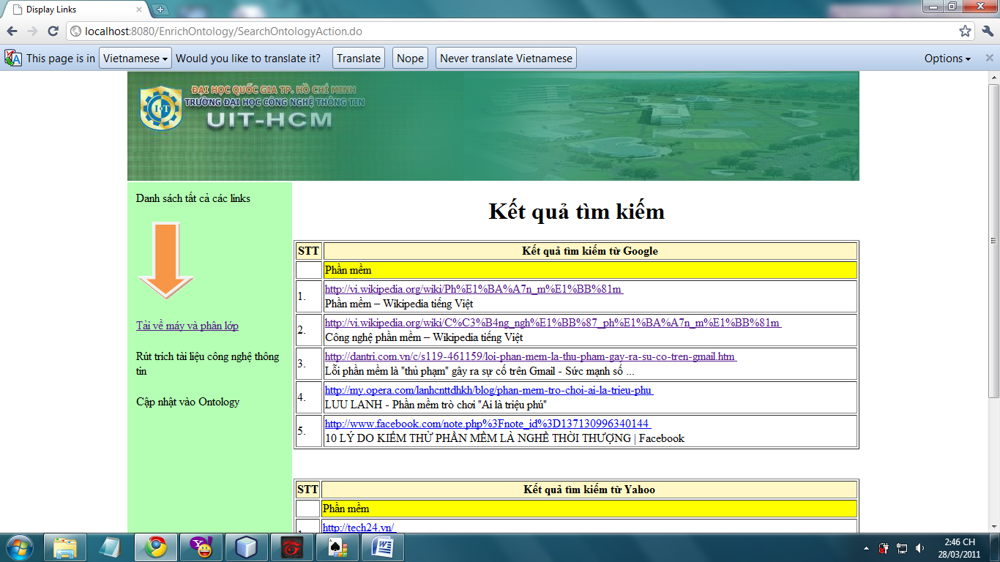 Display Links
localhost:8080/EnrichOntology/SearchOntologyAction.do
This page is in Vietnamese Would you like to translate it? Translate Nope Never translate Vietnamese Options
ĐẠI HỌC QUỐC GIA TP. HỒ CHÍ MINH
TRƯỜNG ĐẠI HỌC CÔNG NGHỆ THÔNG TIN
UIT-HCM
Danh sách tất cả các links
Tải về máy và phân lớp
Rút trích tài liệu công nghệ thông
tin
Cập nhật vào Ontology
Kết quả tìm kiếm
STT Kết quả tìm kiếm từ Google
Phần mềm
1. http://vi.wikipedia.org/wiki/Ph%E1%BA%A7n_m%E1%BB%81m
Phần mềm – Wikipedia tiếng Việt
2. http://vi.wikipedia.org/wiki/C%C3%B4ng_ngh%E1%BB%87_ph%E1%BA%A7n_m%E1%BB%81m
Công nghệ phần mềm – Wikipedia tiếng Việt
3. http://dantri.com.vn/c/s119-461159/loi-phan-mem-la-thu-pham-gay-ra-su-co-tren-gmail.htm
Lỗi phần mềm là "thủ phạm" gây ra sự cố trên Gmail - Sức mạnh số ...
4. http://my.opera.com/lanhcnttdhkh/blog/phan-mem-tro-choi-ai-la-trieu-phu
LUU LANH - Phần mềm trò chơi "Ai là triệu phú"
5. http://www.facebook.com/note.php%3Fnote_id%3D137130996340144
10 LÝ DO KIỂM THỬ PHẦN MỀM LÀ NGHỀ THỜI THƯỢNG | Facebook
STT Kết quả tìm kiếm từ Yahoo
Phần mềm
http://tech24.vn/
2:46 CH
28/03/2011